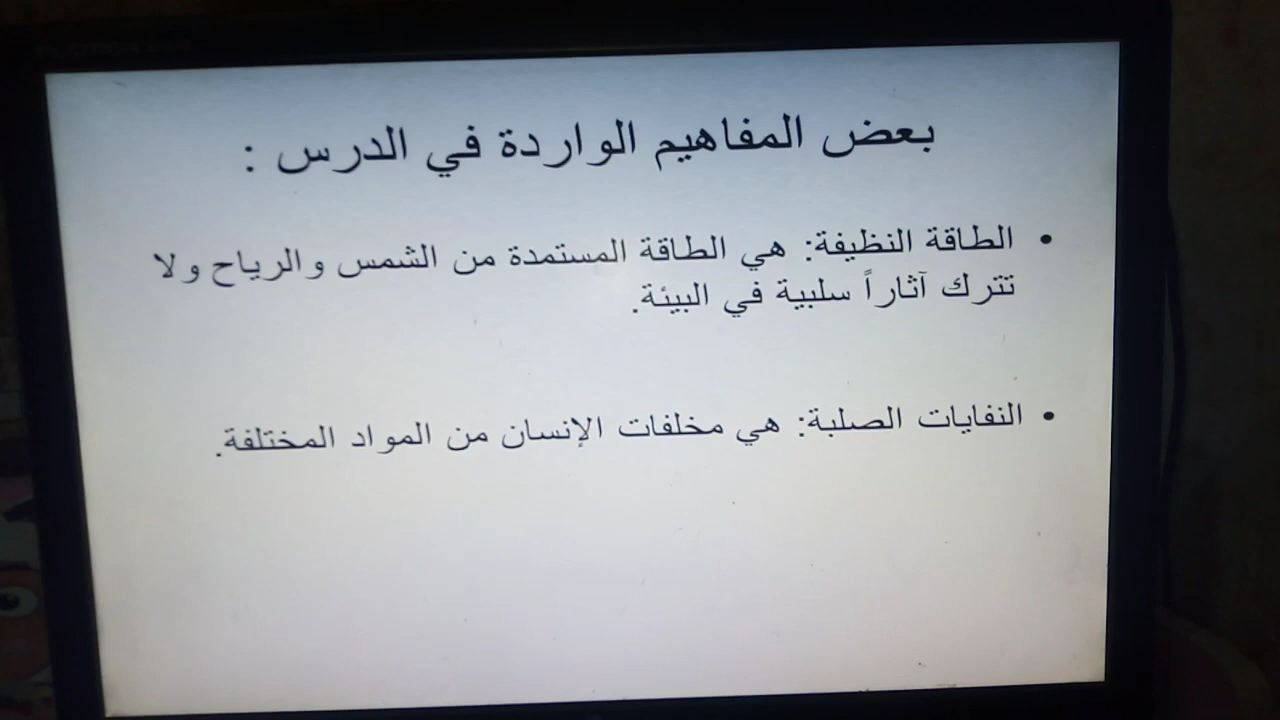 بعض المفاهيم الواردة في الدرس :
• الطاقة النظيفة: هي الطاقة المستمدة من الشمس والرياح ولا
تترك آثاراً سلبية في البيئة.
• النفايات الصلبة: هي مخلفات الإنسان من المواد المختلفة.